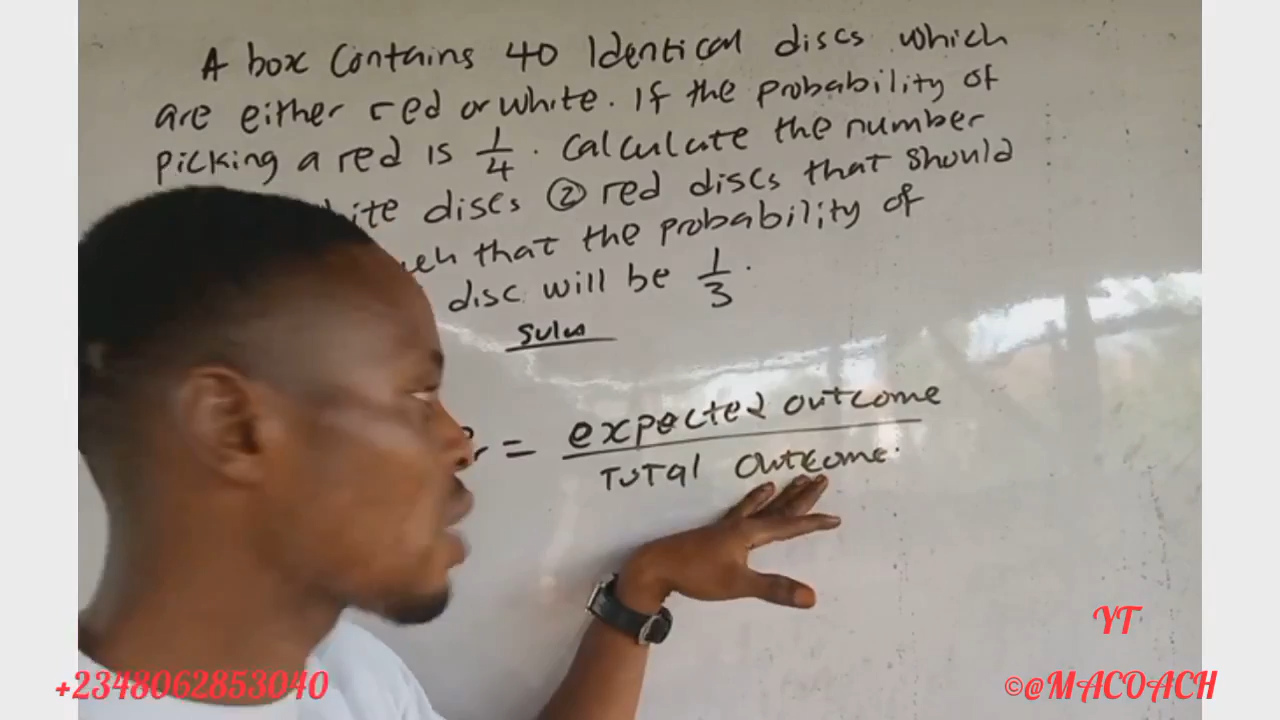 A box Contains 40 Identical discs which
are either red or white. If the probability of
picking a red is 1/4. Calculate the number
discs ② red discs that should
that the probability of
disc will be 1/3.
= expected outcome
Total Outcome.
YT
+2348062853040
©@MACOACH